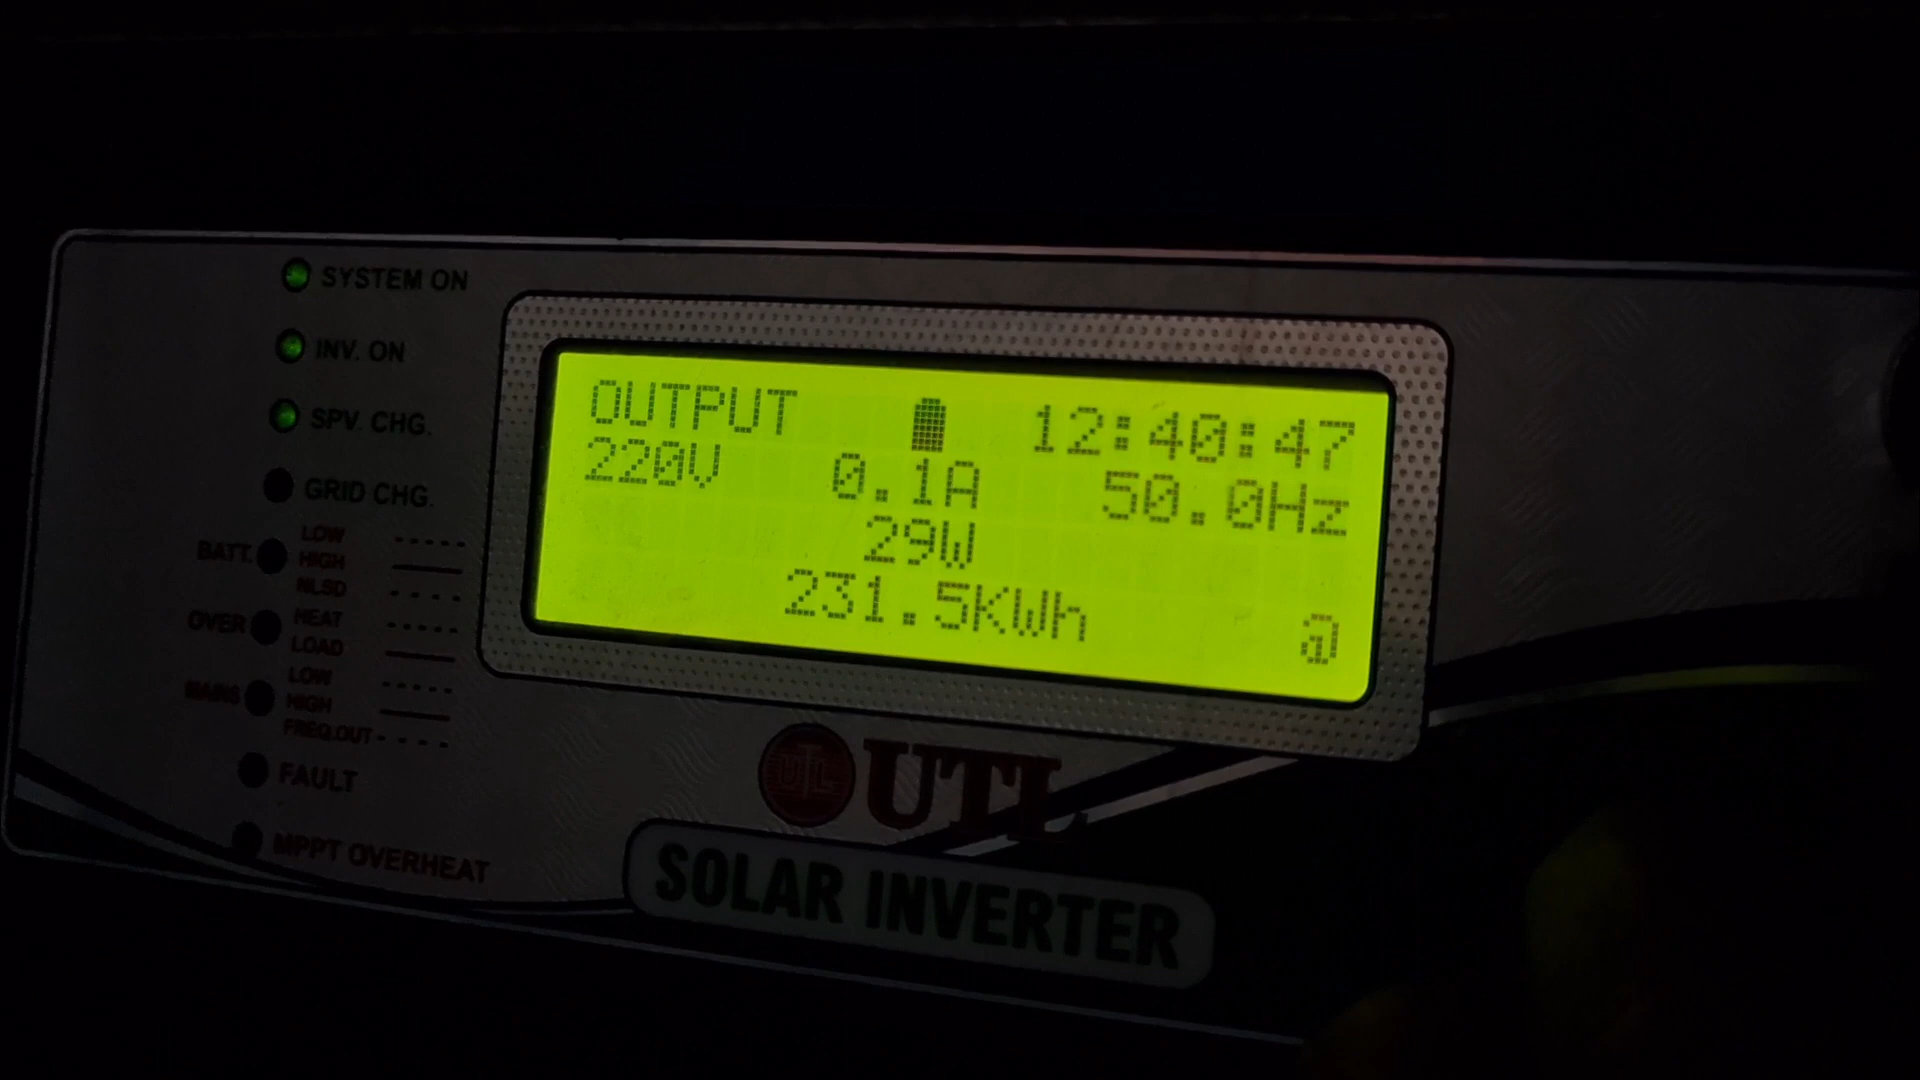 SYSTEM ON
INV. ON
SPV. CHG.
GRID CHG.
BATT. LOW
HIGH
NLSD
OVER HEAT
LOAD
MAINS LOW
HIGH
FREQ.OUT
FAULT
MPPT OVERHEAT
OUTPUT 12:40:47
220V 0.1A 50.0Hz
29W
231.5KWh
a
UTL UTL
SOLAR INVERTER